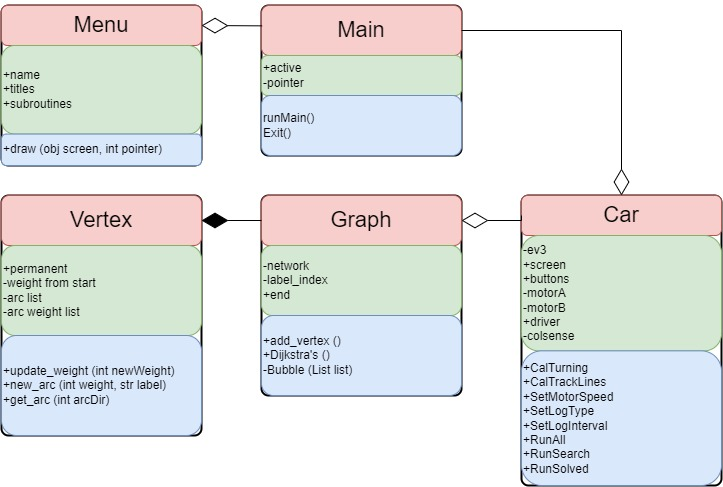 Menu
+name
+titles
+subroutines
+draw (obj screen, int pointer)
Main
+active
-pointer
runMain()
Exit()
Vertex
+permanent
-weight from start
-arc list
-arc weight list
+update_weight (int newWeight)
+new_arc (int weight, str label)
+get_arc (int arcDir)
Graph
-network
-label_index
+end
+add_vertex ()
+Dijkstra's ()
-Bubble (List list)
Car
-ev3
+screen
+buttons
-motorA
-motorB
+driver
-colsense
+CalTurning
+CalTrackLines
+SetMotorSpeed
+SetLogType
+SetLogInterval
+RunAll
+RunSearch
+RunSolved